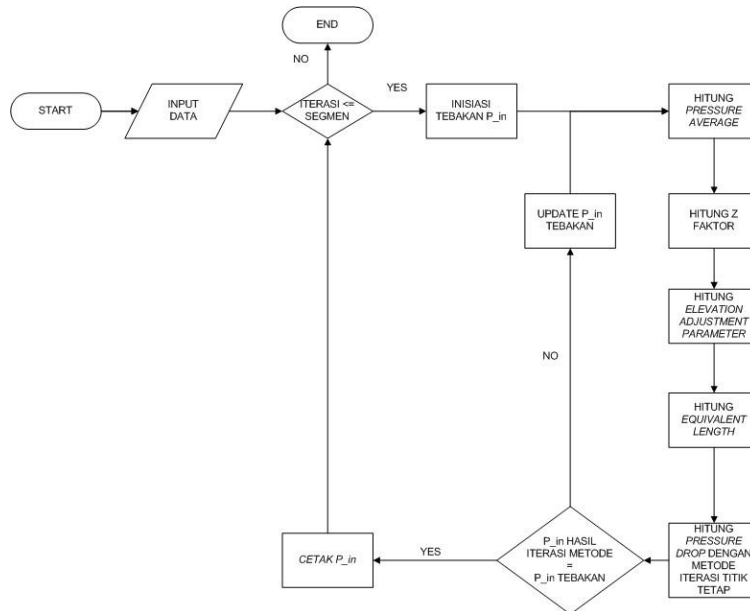 END
NO
START
INPUT
DATA
ITERASI <=
SEGMEN
YES
INISIASI
TEBAKAN P_in
HITUNG
PRESSURE
AVERAGE
UPDATE P_in
TEBAKAN
HITUNG Z
FAKTOR
HITUNG
ELEVATION
ADJUSTMENT
PARAMETER
NO
HITUNG
EQUIVALENT
LENGTH
HITUNG
PRESSURE
DROP DENGAN
METODE
ITERASI TITIK
TETAP
P_in HASIL
ITERASI METODE
=
P_in TEBAKAN
YES
CETAK P_in